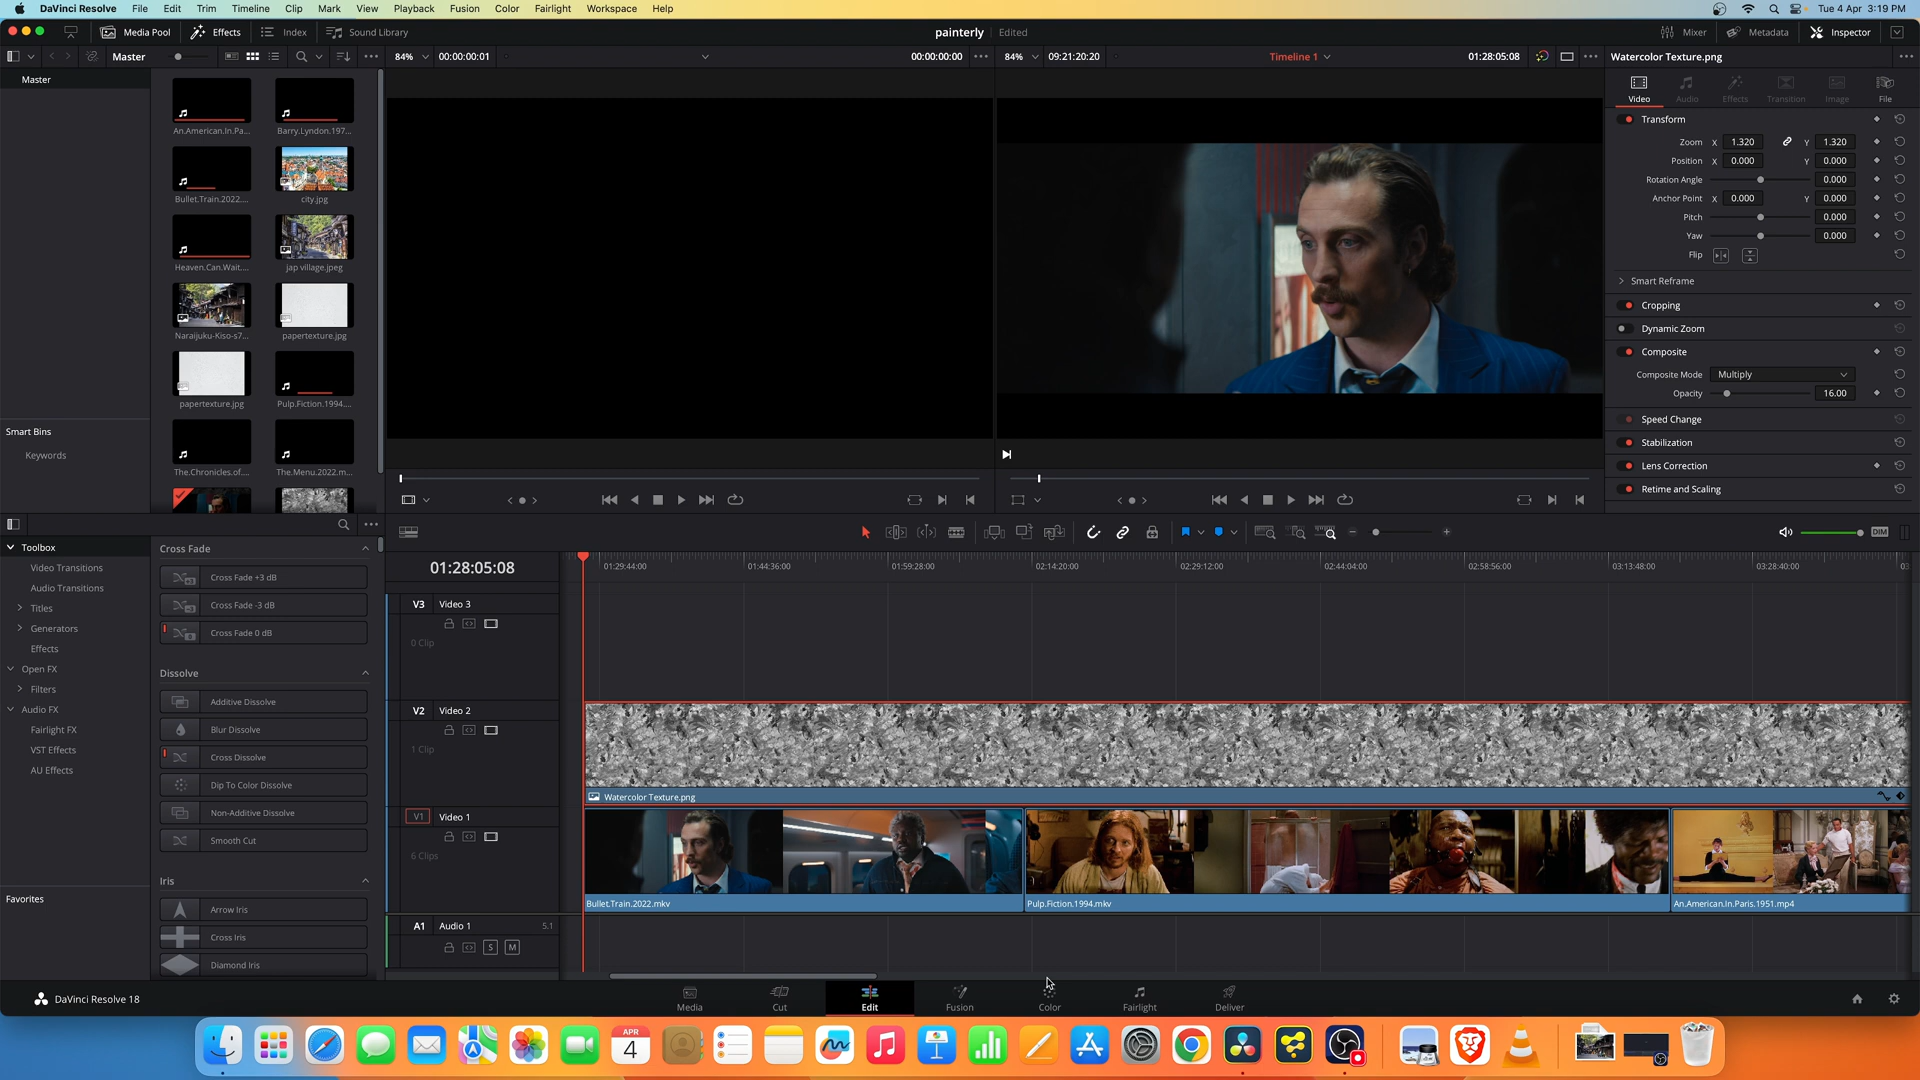 DaVinci Resolve File Edit Trim Timeline Clip Mark View Playback Fusion Color Fairlight Workspace Help Tue 4 Apr 3:19 PM
Media Pool Effects Index Sound Library painterly Edited Mixer Metadata Inspector
Master 84% 00:00:00:01 00:00:00:00 84% 09:21:20:20 Timeline 1 01:28:05:08 Watercolor Texture.png
Master
Video Audio Effects Transition Image File
An.American.In.Pa... Barry.Lyndon.197...
Bullet.Train.2022.... city.jpg
Heaven.Can.Wait.... jap village.jpeg
Naraijuku-Kiso-s7... papertexture.jpg
papertexture.jpg Pulp.Fiction.1994....
The.Chronicles.of.... The.Menu.2022.m...
Transform
Zoom X 1.320 Y 1.320
Position X 0.000 Y 0.000
Rotation Angle 0.000
Anchor Point X 0.000 Y 0.000
Pitch 0.000
Yaw 0.000
Flip
Smart Reframe
Cropping
Dynamic Zoom
Composite
Composite Mode Multiply
Opacity 16.00
Speed Change
Stabilization
Lens Correction
Retime and Scaling
Smart Bins
Keywords
Toolbox
Video Transitions
Audio Transitions
Titles
Generators
Effects
Open FX
Filters
Audio FX
Fairlight FX
VST Effects
AU Effects
Favorites
Cross Fade
Cross Fade +3 dB
Cross Fade -3 dB
Cross Fade 0 dB
Dissolve
Additive Dissolve
Blur Dissolve
Cross Dissolve
Dip To Color Dissolve
Non-Additive Dissolve
Smooth Cut
Iris
Arrow Iris
Cross Iris
Diamond Iris
DIM
01:28:05:08 01:29:44:00 01:44:36:00 01:59:28:00 02:14:20:00 02:29:12:00 02:44:04:00 02:58:56:00 03:13:48:00 03:28:40:00 03
V3 Video 3
0 Clip
V2 Video 2
1 Clip
Watercolor Texture.png
V1 Video 1
6 Clips
Bullet.Train.2022.mkv Pulp.Fiction.1994.mkv An.American.In.Paris.1951.mp4
A1 Audio 1 5.1
S M
DaVinci Resolve 18
Media Cut Edit Fusion Color Fairlight Deliver
APR
4